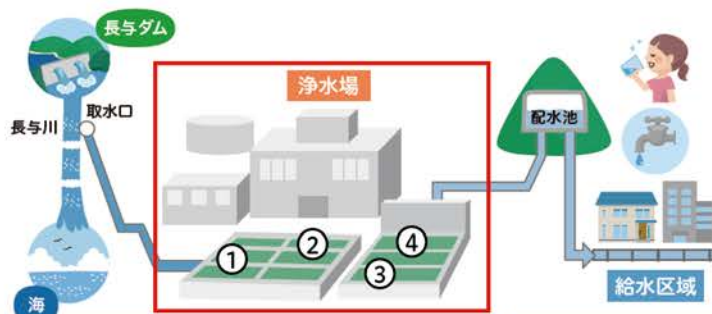 長与ダム
取水口
長与川
海
浄水場
①
②
③
④
配水池
給水区域